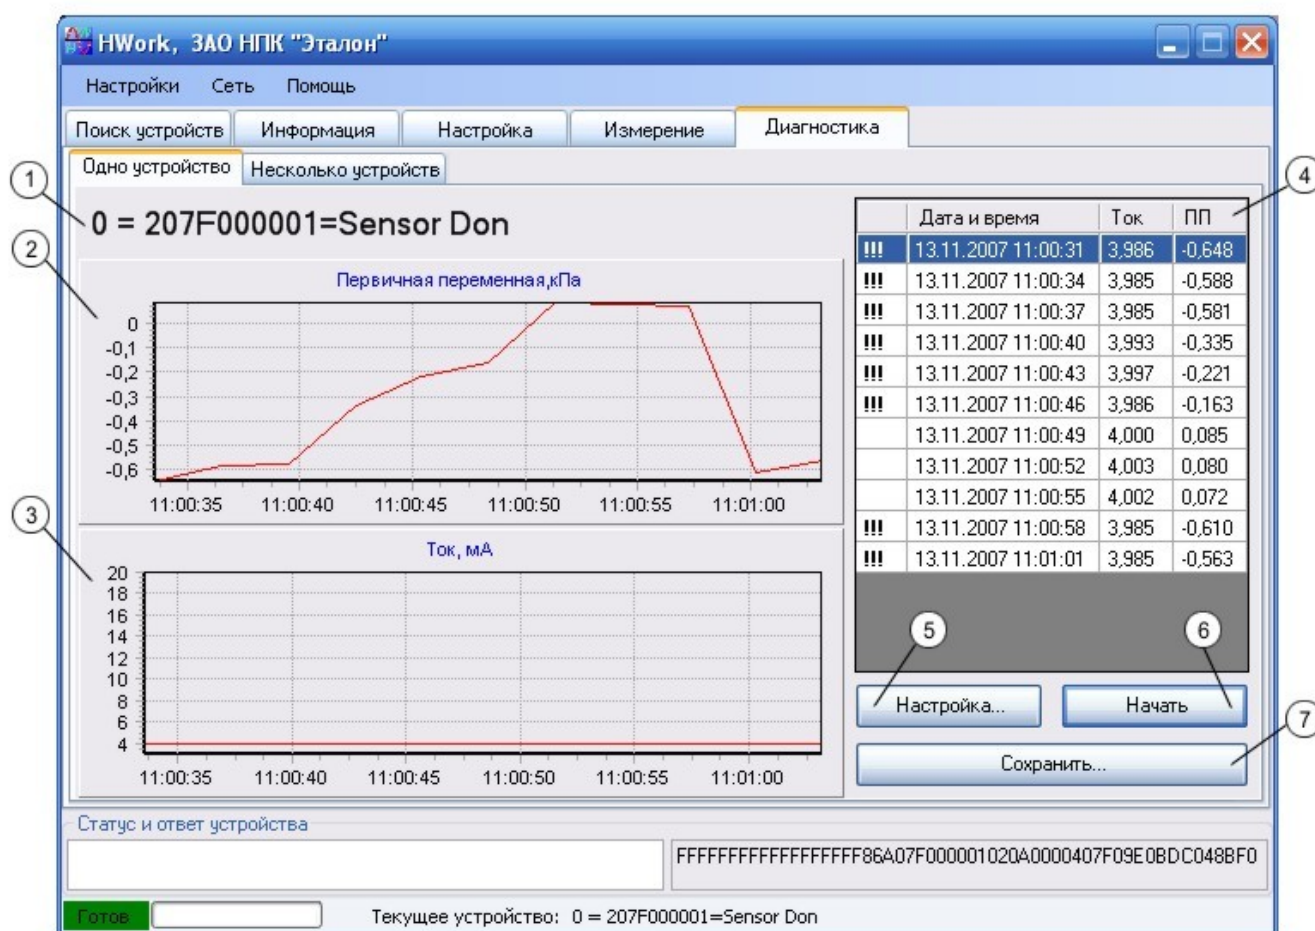 HWork, ЗАО НПК "Эталон"
Настройки Сеть Помощь
Поиск устройств Информация Настройка Измерение Диагностика
Одно устройство Несколько устройств
1
0 = 207F000001=Sensor Don
2
Первичная переменная,кПа
0
-0,1
-0,2
-0,3
-0,4
-0,5
-0,6
11:00:35 11:00:40 11:00:45 11:00:50 11:00:55 11:01:00
3
Ток, мА
20
18
16
14
12
10
8
6
4
11:00:35 11:00:40 11:00:45 11:00:50 11:00:55 11:01:00
4
Дата и время Ток ПП
!!! 13.11.2007 11:00:31 3,986 -0,648
!!! 13.11.2007 11:00:34 3,985 -0,588
!!! 13.11.2007 11:00:37 3,985 -0,581
!!! 13.11.2007 11:00:40 3,993 -0,335
!!! 13.11.2007 11:00:43 3,997 -0,221
!!! 13.11.2007 11:00:46 3,986 -0,163
13.11.2007 11:00:49 4,000 0,085
13.11.2007 11:00:52 4,003 0,080
13.11.2007 11:00:55 4,002 0,072
!!! 13.11.2007 11:00:58 3,985 -0,610
!!! 13.11.2007 11:01:01 3,985 -0,563
5 6
Настройка... Начать
7
Сохранить...
Статус и ответ устройства
FFFFFFFFFFFFFFFFFF86A07F000001020A0000407F09E0BDC048BF0
Готов Текущее устройство: 0 = 207F000001=Sensor Don